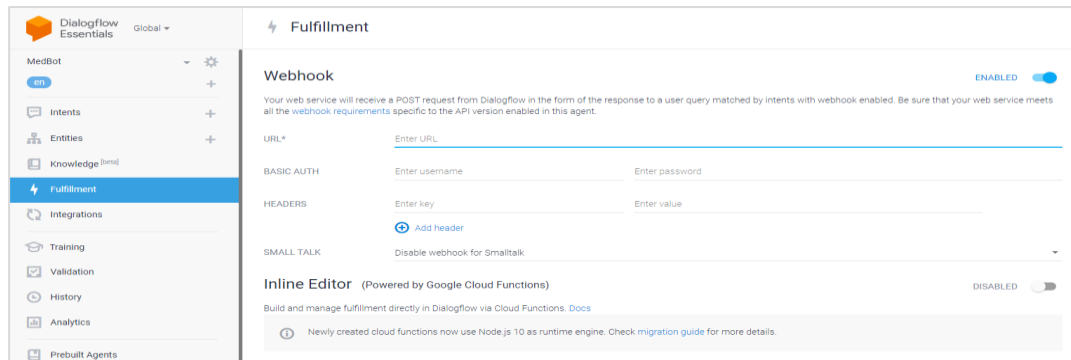 Dialogflow
Essentials
Global
Fulfillment
MedBot
en
Intents
Entities
Knowledge [beta]
Fulfillment
Integrations
Training
Validation
History
Analytics
Prebuilt Agents
Webhook
ENABLED
Your web service will receive a POST request from Dialogflow in the form of the response to a user query matched by intents with webhook enabled. Be sure that your web service meets
all the webhook requirements specific to the API version enabled in this agent.
URL*
Enter URL
BASIC AUTH
Enter username
Enter password
HEADERS
Enter key
Enter value
Add header
SMALL TALK
Disable webhook for Smalltalk
Inline Editor (Powered by Google Cloud Functions)
DISABLED
Build and manage fulfillment directly in Dialogflow via Cloud Functions. Docs
Newly created cloud functions now use Node.js 10 as runtime engine. Check migration guide for more details.